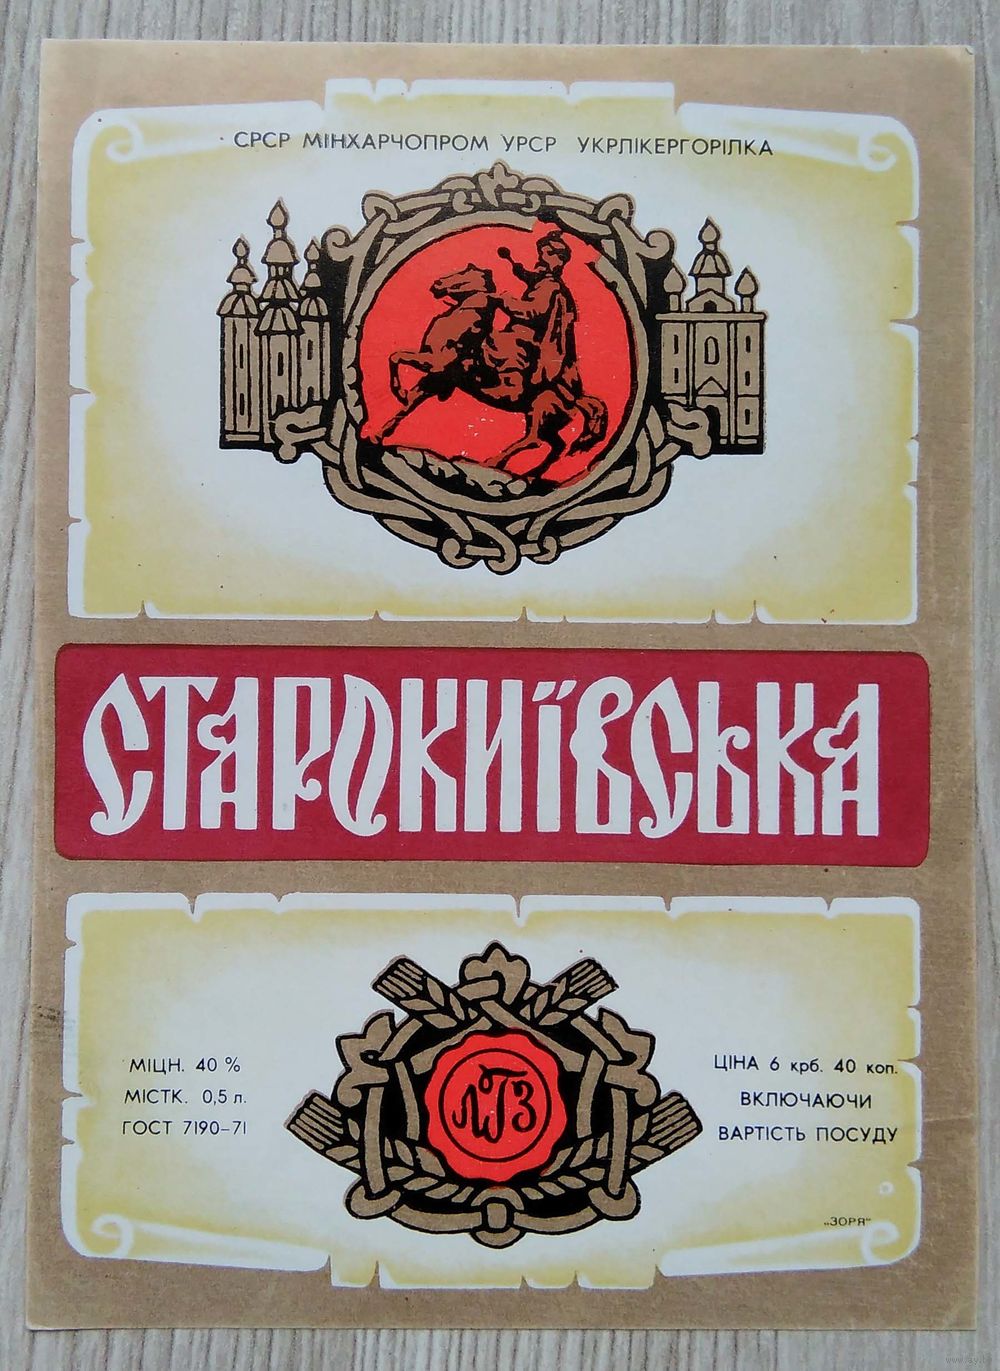 СРСР МІНХАРЧОПРОМ УРСР УКРЛІКЕРГОРІЛКА
СТАРОКИЇВСЬКА
МІЦН. 40 %
МІСТК. 0,5 л.
ГОСТ 7190-71
ЛГЗ
ЦІНА 6 крб. 40 коп.
ВКЛЮЧАЮЧИ
ВАРТІСТЬ ПОСУДУ
„ЗОРЯ"